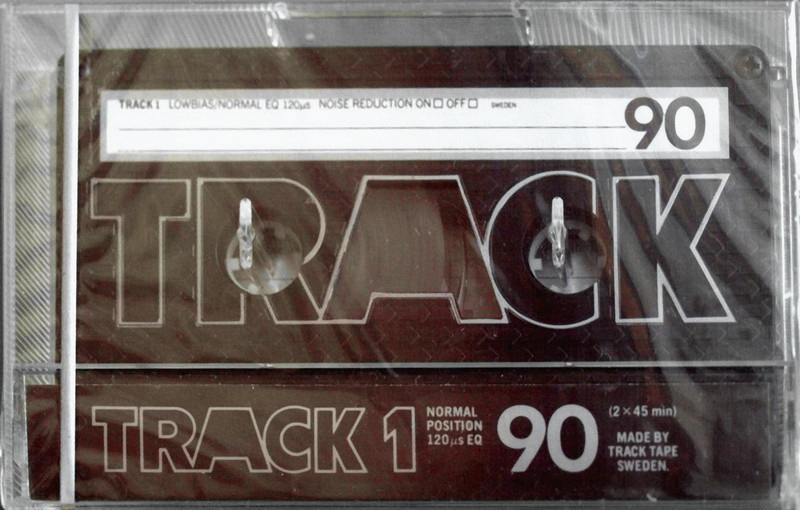 TRACK 1 LOWBIAS/NORMAL EQ 120µs NOISE REDUCTION ON □ OFF □ SWEDEN
90
TRACK
TRACK 1
NORMAL
POSITION
120µs EQ
90
(2 × 45 min)
MADE BY
TRACK TAPE
SWEDEN.